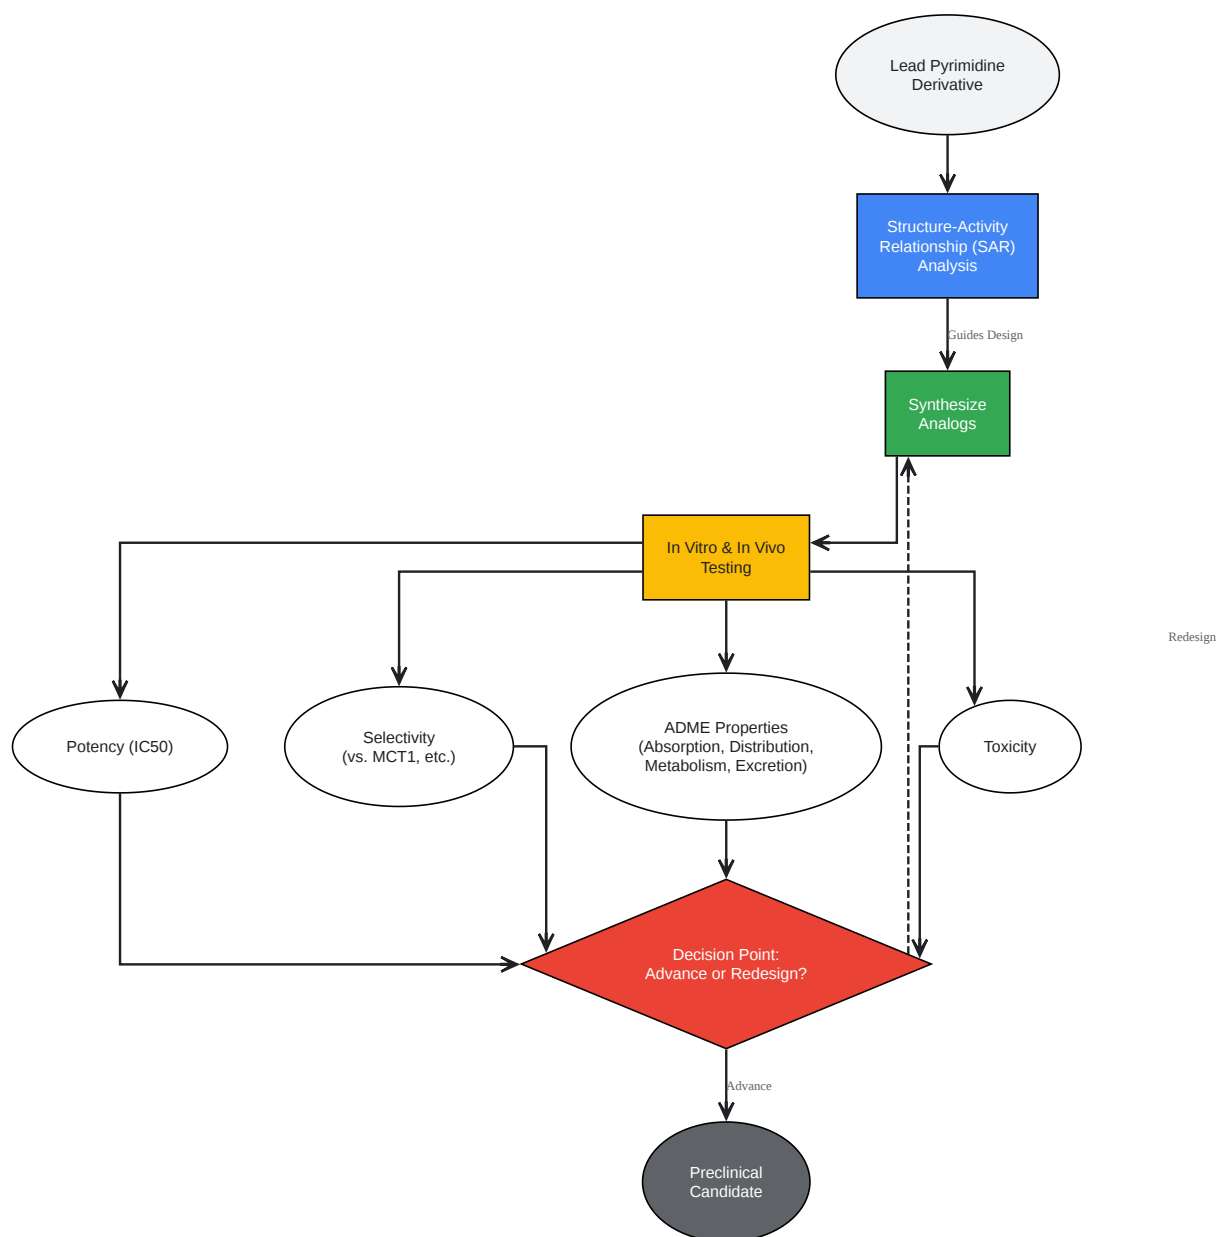 Lead Pyrimidine
Derivative
Structure-Activity
Relationship (SAR)
Analysis
Guides Design
Synthesize
Analogs
In Vitro & In Vivo
Testing
Redesign
Potency (IC50)
Selectivity
(vs. MCT1, etc.)
ADME Properties
(Absorption, Distribution,
Metabolism, Excretion)
Toxicity
Decision Point:
Advance or Redesign?
Advance
Preclinical
Candidate